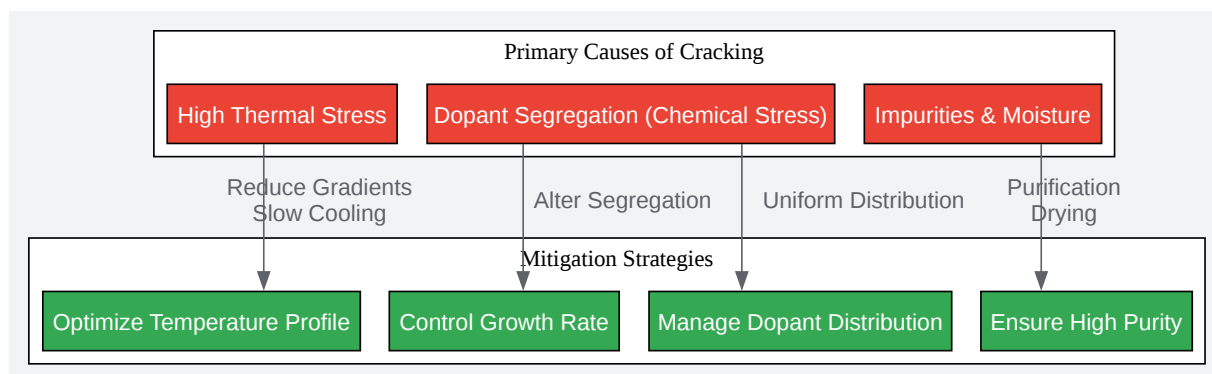 Primary Causes of Cracking
High Thermal Stress
Dopant Segregation (Chemical Stress)
Impurities & Moisture
Reduce Gradients
Slow Cooling
Alter Segregation
Uniform Distribution
Purification
Drying
Mitigation Strategies
Optimize Temperature Profile
Control Growth Rate
Manage Dopant Distribution
Ensure High Purity